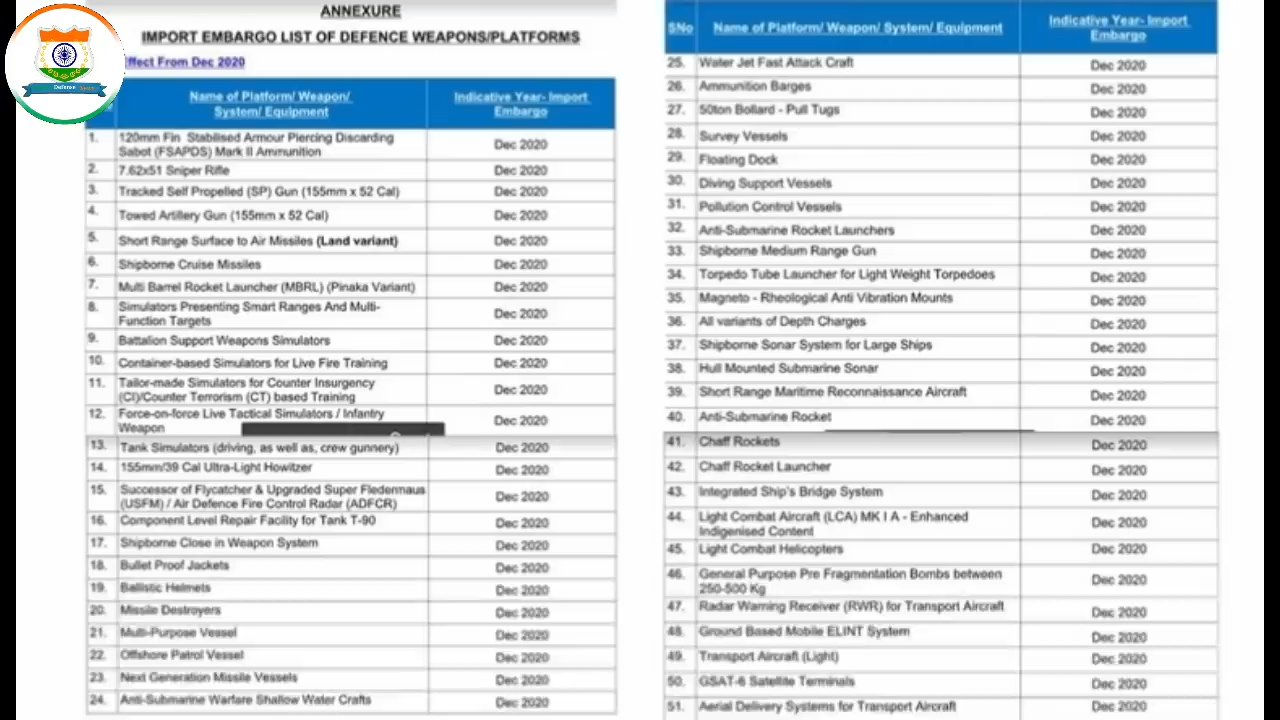 ANNEXURE
IMPORT EMBARGO LIST OF DEFENCE WEAPONS/PLATFORMS
ffect From Dec 2020
Defense
Name of Platform/ Weapon/ System/ Equipment Indicative Year- Import Embargo
1. 120mm Fin Stabilised Armour Piercing Discarding Sabot (FSAPDS) Mark II Ammunition Dec 2020
2. 7.62x51 Sniper Rifle Dec 2020
3. Tracked Self Propelled (SP) Gun (155mm x 52 Cal) Dec 2020
4. Towed Artillery Gun (155mm x 52 Cal) Dec 2020
5. Short Range Surface to Air Missiles (Land variant) Dec 2020
6. Shipborne Cruise Missiles Dec 2020
7. Multi Barrel Rocket Launcher (MBRL) (Pinaka Variant) Dec 2020
8. Simulators Presenting Smart Ranges And Multi-Function Targets Dec 2020
9. Battalion Support Weapons Simulators Dec 2020
10. Container-based Simulators for Live Fire Training Dec 2020
11. Tailor-made Simulators for Counter Insurgency (CI)/Counter Terrorism (CT) based Training Dec 2020
12. Force-on-force Live Tactical Simulators / Infantry Weapon Dec 2020
13. Tank Simulators (driving, as well as, crew gunnery) Dec 2020
14. 155mm/39 Cal Ultra-Light Howitzer Dec 2020
15. Successor of Flycatcher & Upgraded Super Fledermaus (USFM) / Air Defence Fire Control Radar (ADFCR) Dec 2020
16. Component Level Repair Facility for Tank T-90 Dec 2020
17. Shipborne Close in Weapon System Dec 2020
18. Bullet Proof Jackets Dec 2020
19. Ballistic Helmets Dec 2020
20. Missile Destroyers Dec 2020
21. Multi-Purpose Vessel Dec 2020
22. Offshore Patrol Vessel Dec 2020
23. Next Generation Missile Vessels Dec 2020
24. Anti-Submarine Warfare Shallow Water Crafts Dec 2020
SNo Name of Platform/ Weapon/ System/ Equipment Indicative Year- Import Embargo
25. Water Jet Fast Attack Craft Dec 2020
26. Ammunition Barges Dec 2020
27. 50ton Bollard - Pull Tugs Dec 2020
28. Survey Vessels Dec 2020
29. Floating Dock Dec 2020
30. Diving Support Vessels Dec 2020
31. Pollution Control Vessels Dec 2020
32. Anti-Submarine Rocket Launchers Dec 2020
33. Shipborne Medium Range Gun Dec 2020
34. Torpedo Tube Launcher for Light Weight Torpedoes Dec 2020
35. Magneto - Rheological Anti Vibration Mounts Dec 2020
36. All variants of Depth Charges Dec 2020
37. Shipborne Sonar System for Large Ships Dec 2020
38. Hull Mounted Submarine Sonar Dec 2020
39. Short Range Maritime Reconnaissance Aircraft Dec 2020
40. Anti-Submarine Rocket Dec 2020
41. Chaff Rockets Dec 2020
42. Chaff Rocket Launcher Dec 2020
43. Integrated Ship's Bridge System Dec 2020
44. Light Combat Aircraft (LCA) MK I A - Enhanced Indigenised Content Dec 2020
45. Light Combat Helicopters Dec 2020
46. General Purpose Pre Fragmentation Bombs between 250-500 Kg Dec 2020
47. Radar Warning Receiver (RWR) for Transport Aircraft Dec 2020
48. Ground Based Mobile ELINT System Dec 2020
49. Transport Aircraft (Light) Dec 2020
50. GSAT-6 Satellite Terminals Dec 2020
51. Aerial Delivery Systems for Transport Aircraft Dec 2020